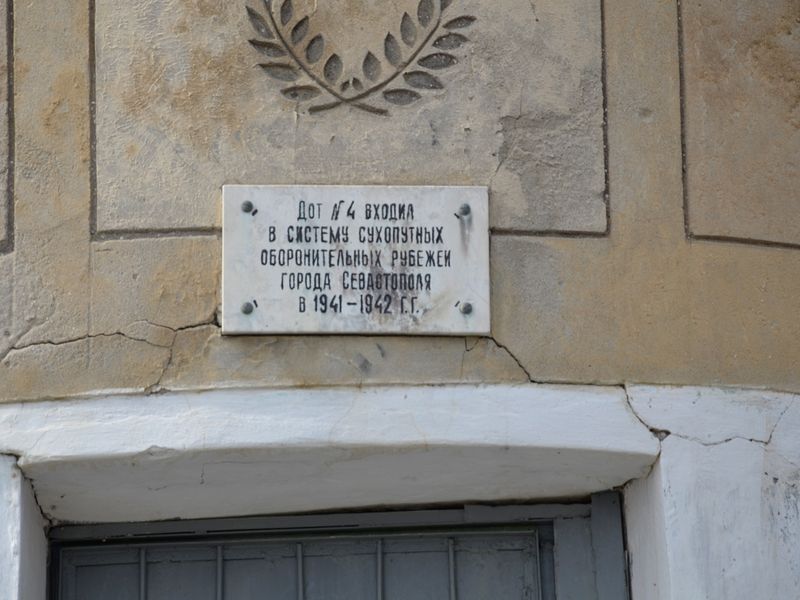 Дот №4 входил
в систему сухопутных
оборонительных рубежей
города Севастополя
в 1941-1942 г.г.